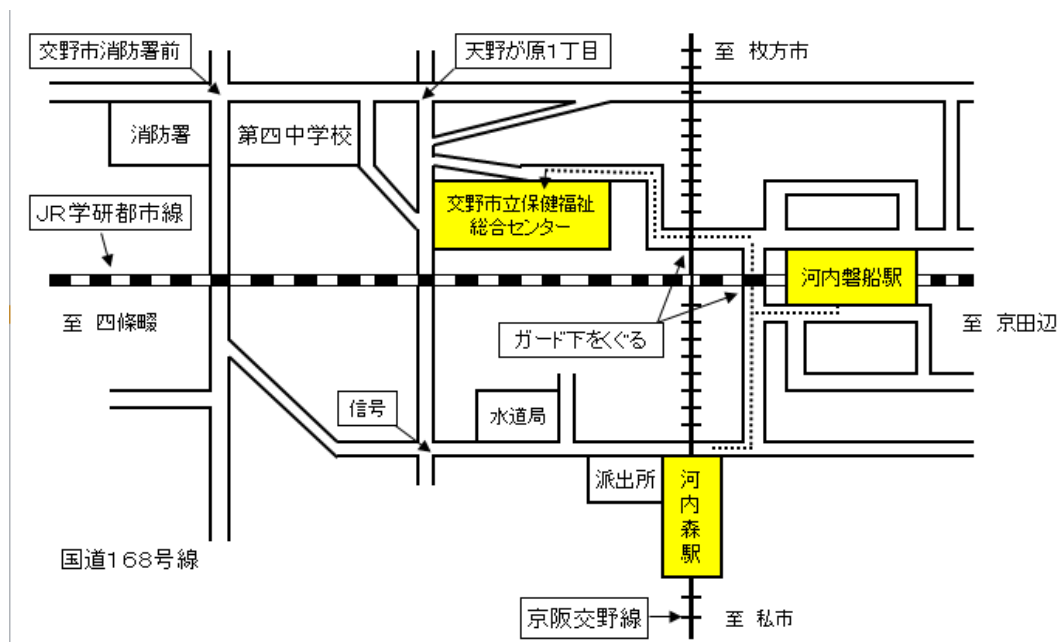 交野市消防署前
天野が原1丁目
至 枚方市
消防署
第四中学校
交野市立保健福祉
総合センター
JR学研都市線
河内磐船駅
至 四條畷
ガード下をくぐる
至 京田辺
信号
水道局
派出所
河内森駅
国道168号線
京阪交野線
至 私市